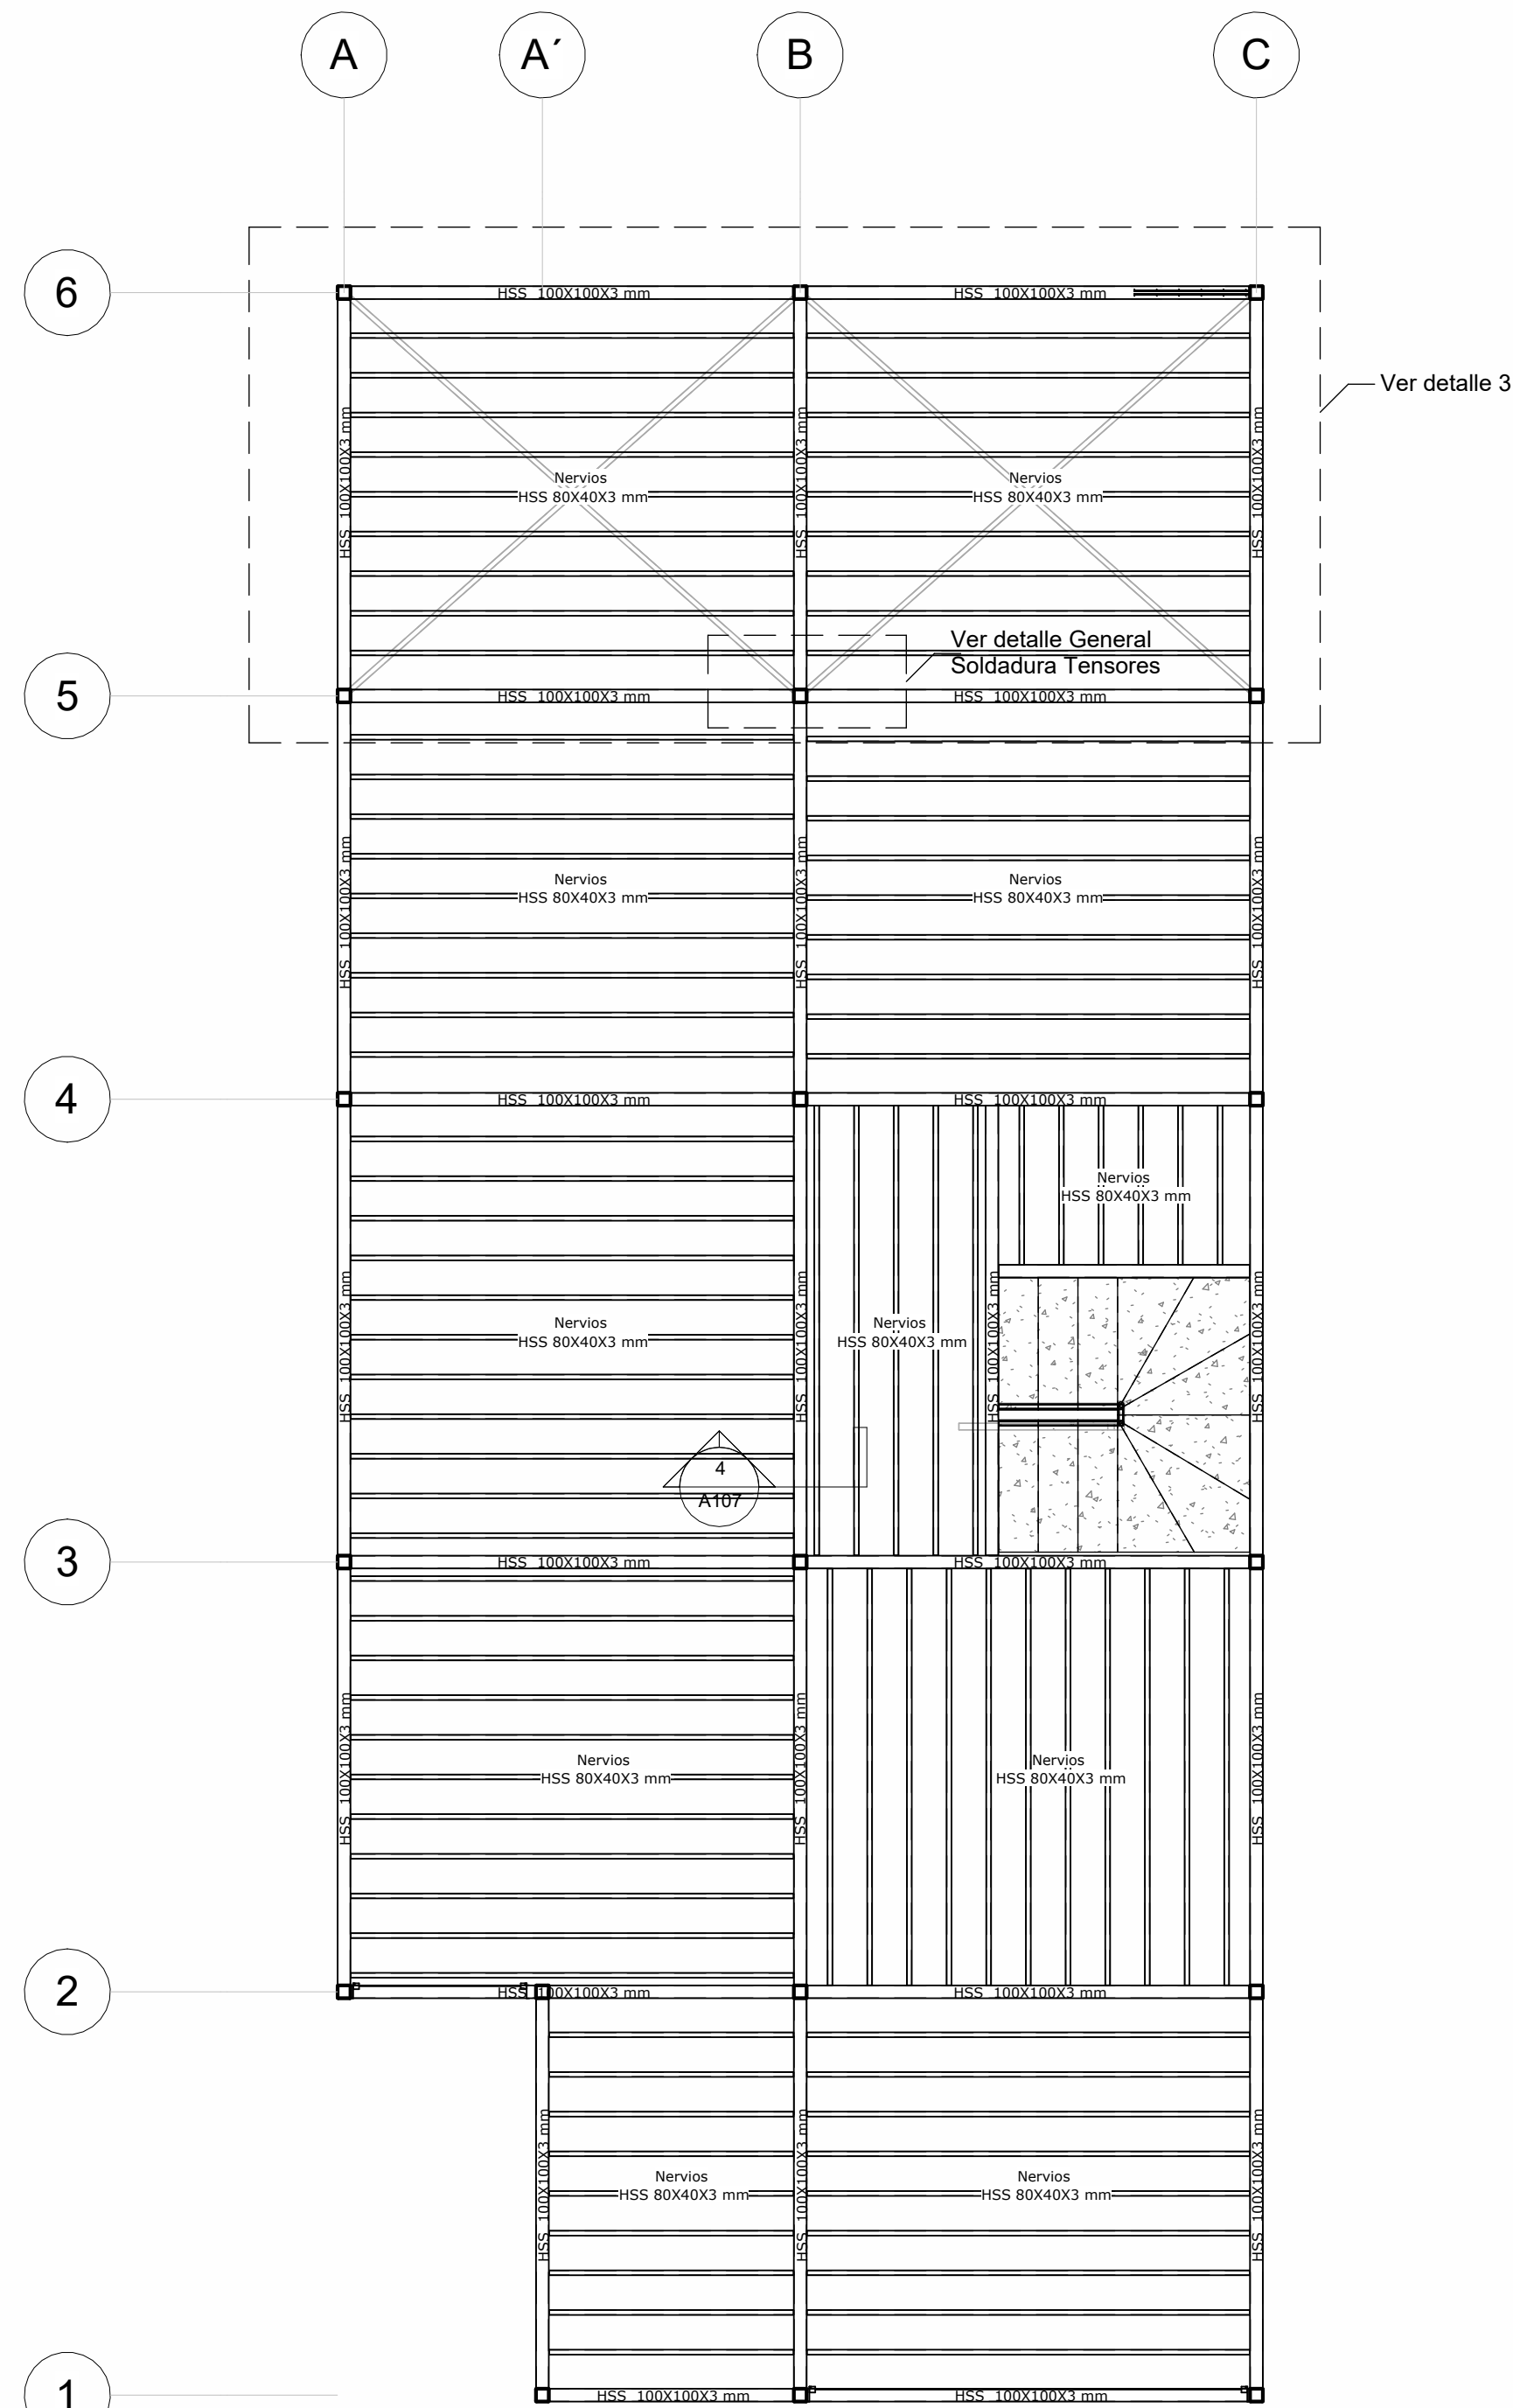 A
A´
B
C
6
HSS 100X100X3 mm
HSS 100X100X3 mm
Ver detalle 3
HSS 100X100X3 mm
HSS 100X100X3 mm
HSS 100X100X3 mm
Nervios
HSS 80X40X3 mm
Nervios
HSS 80X40X3 mm
Ver detalle General
Soldadura Tensores
5
HSS 100X100X3 mm
HSS 100X100X3 mm
HSS 100X100X3 mm
HSS 100X100X3 mm
HSS 100X100X3 mm
Nervios
HSS 80X40X3 mm
Nervios
HSS 80X40X3 mm
4
HSS 100X100X3 mm
HSS 100X100X3 mm
Nervios
HSS 80X40X3 mm
HSS 100X100X3 mm
Nervios
HSS 80X40X3 mm
HSS 100X100X3 mm
Nervios
HSS 80X40X3 mm
HSS 100X100X3 mm
HSS 100X100X3 mm
4
A107
3
HSS 100X100X3 mm
HSS 100X100X3 mm
HSS 100X100X3 mm
Nervios
HSS 80X40X3 mm
HSS 100X100X3 mm
Nervios
HSS 80X40X3 mm
HSS 100X100X3 mm
2
HSS 100X100X3 mm
HSS 100X100X3 mm
HSS 100X100X3 mm
Nervios
HSS 80X40X3 mm
HSS 100X100X3 mm
Nervios
HSS 80X40X3 mm
HSS 100X100X3 mm
1
HSS 100X100X3 mm
HSS 100X100X3 mm